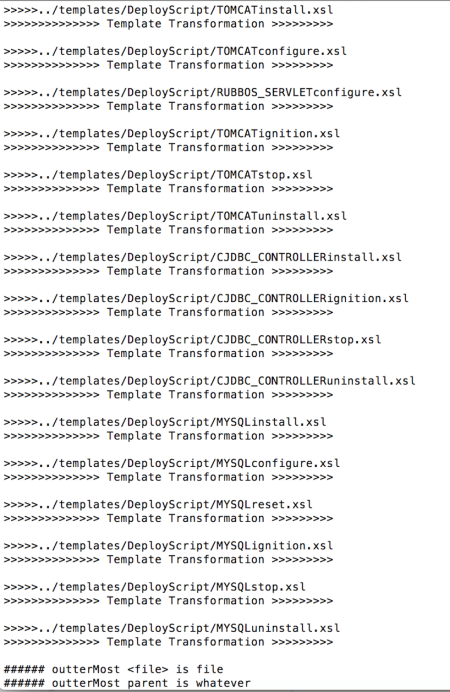 >>>>>../templates/DeployScript/TOMCATinstall.xsl
>>>>>>>>>>>>>> Template Transformation >>>>>>>>>
>>>>>../templates/DeployScript/TOMCATconfigure.xsl
>>>>>>>>>>>>>> Template Transformation >>>>>>>>>
>>>>>../templates/DeployScript/RUBBOS_SERVLETconfigure.xsl
>>>>>>>>>>>>>> Template Transformation >>>>>>>>>
>>>>>../templates/DeployScript/TOMCATignition.xsl
>>>>>>>>>>>>>> Template Transformation >>>>>>>>>
>>>>>../templates/DeployScript/TOMCATstop.xsl
>>>>>>>>>>>>>> Template Transformation >>>>>>>>>
>>>>>../templates/DeployScript/TOMCATuninstall.xsl
>>>>>>>>>>>>>> Template Transformation >>>>>>>>>
>>>>>../templates/DeployScript/CJDBC_CONTROLLERinstall.xsl
>>>>>>>>>>>>>> Template Transformation >>>>>>>>>
>>>>>../templates/DeployScript/CJDBC_CONTROLLERignition.xsl
>>>>>>>>>>>>>> Template Transformation >>>>>>>>>
>>>>>../templates/DeployScript/CJDBC_CONTROLLERstop.xsl
>>>>>>>>>>>>>> Template Transformation >>>>>>>>>
>>>>>../templates/DeployScript/CJDBC_CONTROLLERuninstall.xsl
>>>>>>>>>>>>>> Template Transformation >>>>>>>>>
>>>>>../templates/DeployScript/MYSQLinstall.xsl
>>>>>>>>>>>>>> Template Transformation >>>>>>>>>
>>>>>../templates/DeployScript/MYSQLconfigure.xsl
>>>>>>>>>>>>>> Template Transformation >>>>>>>>>
>>>>>../templates/DeployScript/MYSQLreset.xsl
>>>>>>>>>>>>>> Template Transformation >>>>>>>>>
>>>>>../templates/DeployScript/MYSQLignition.xsl
>>>>>>>>>>>>>> Template Transformation >>>>>>>>>
>>>>>../templates/DeployScript/MYSQLstop.xsl
>>>>>>>>>>>>>> Template Transformation >>>>>>>>>
>>>>>../templates/DeployScript/MYSQLuninstall.xsl
>>>>>>>>>>>>>> Template Transformation >>>>>>>>>
###### outterMost <file> is file
###### outterMost parent is whatever